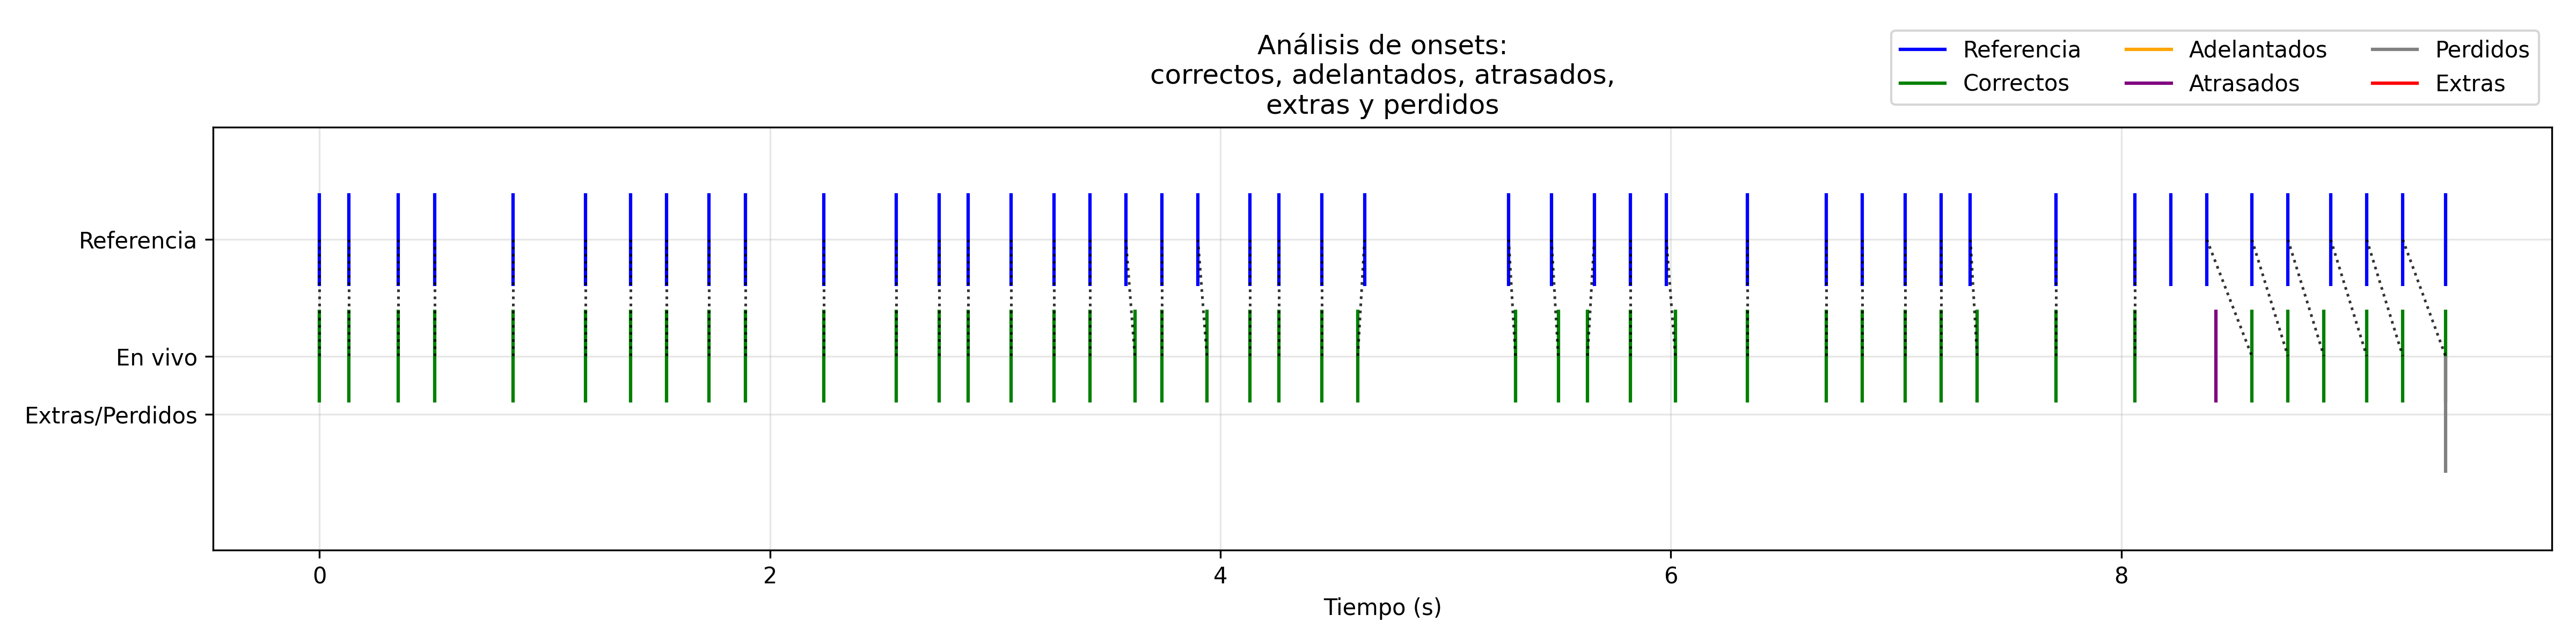 Análisis de onsets:
correctos, adelantados, atrasados,
extras y perdidos
Referencia
Adelantados
Perdidos
Correctos
Atrasados
Extras
Referencia
En vivo
Extras/Perdidos
0
2
4
6
8
Tiempo (s)